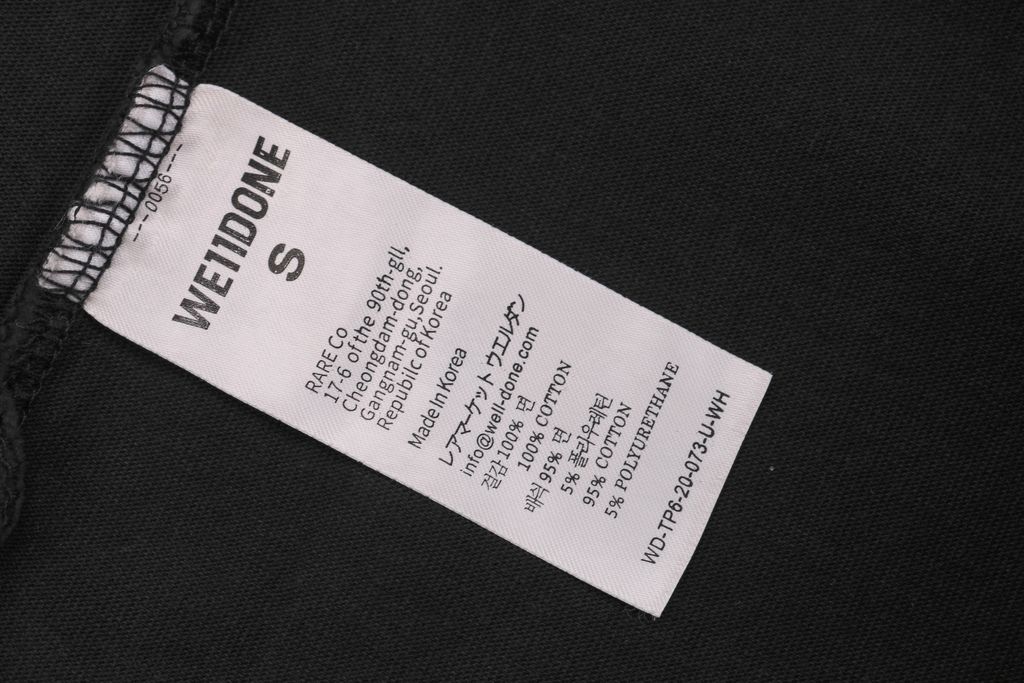 ---0056---
WE11DONE
S
RARE Co
17-6 of the 90th-gil,
Cheongdam-dong,
Gangnam-gu,Seoul.
Repubilc of Korea
Made in Korea
レアマーケット ウエルダン
info@well-done.com
겉감 100% 면
100% COTTON
배색 95% 면
5% 폴리우레탄
95% COTTON
5% POLYURETHANE
WD-TP6-20-073-U-WH